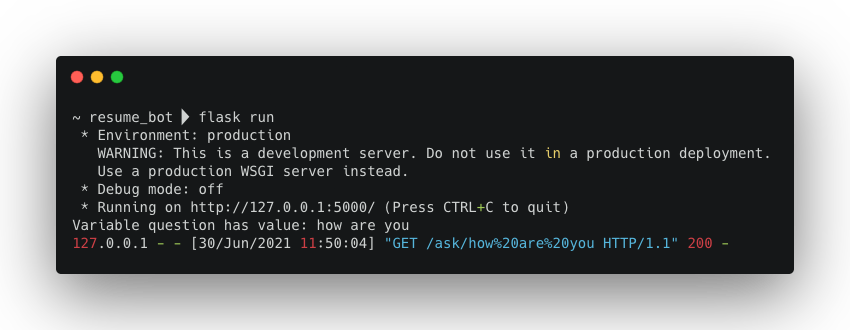 ~ resume_bot flask run
* Environment: production
WARNING: This is a development server. Do not use it in a production deployment.
Use a production WSGI server instead.
* Debug mode: off
* Running on http://127.0.0.1:5000/ (Press CTRL+C to quit)
Variable question has value: how are you
127.0.0.1 - - [30/Jun/2021 11:50:04] "GET /ask/how%20are%20you HTTP/1.1" 200 -